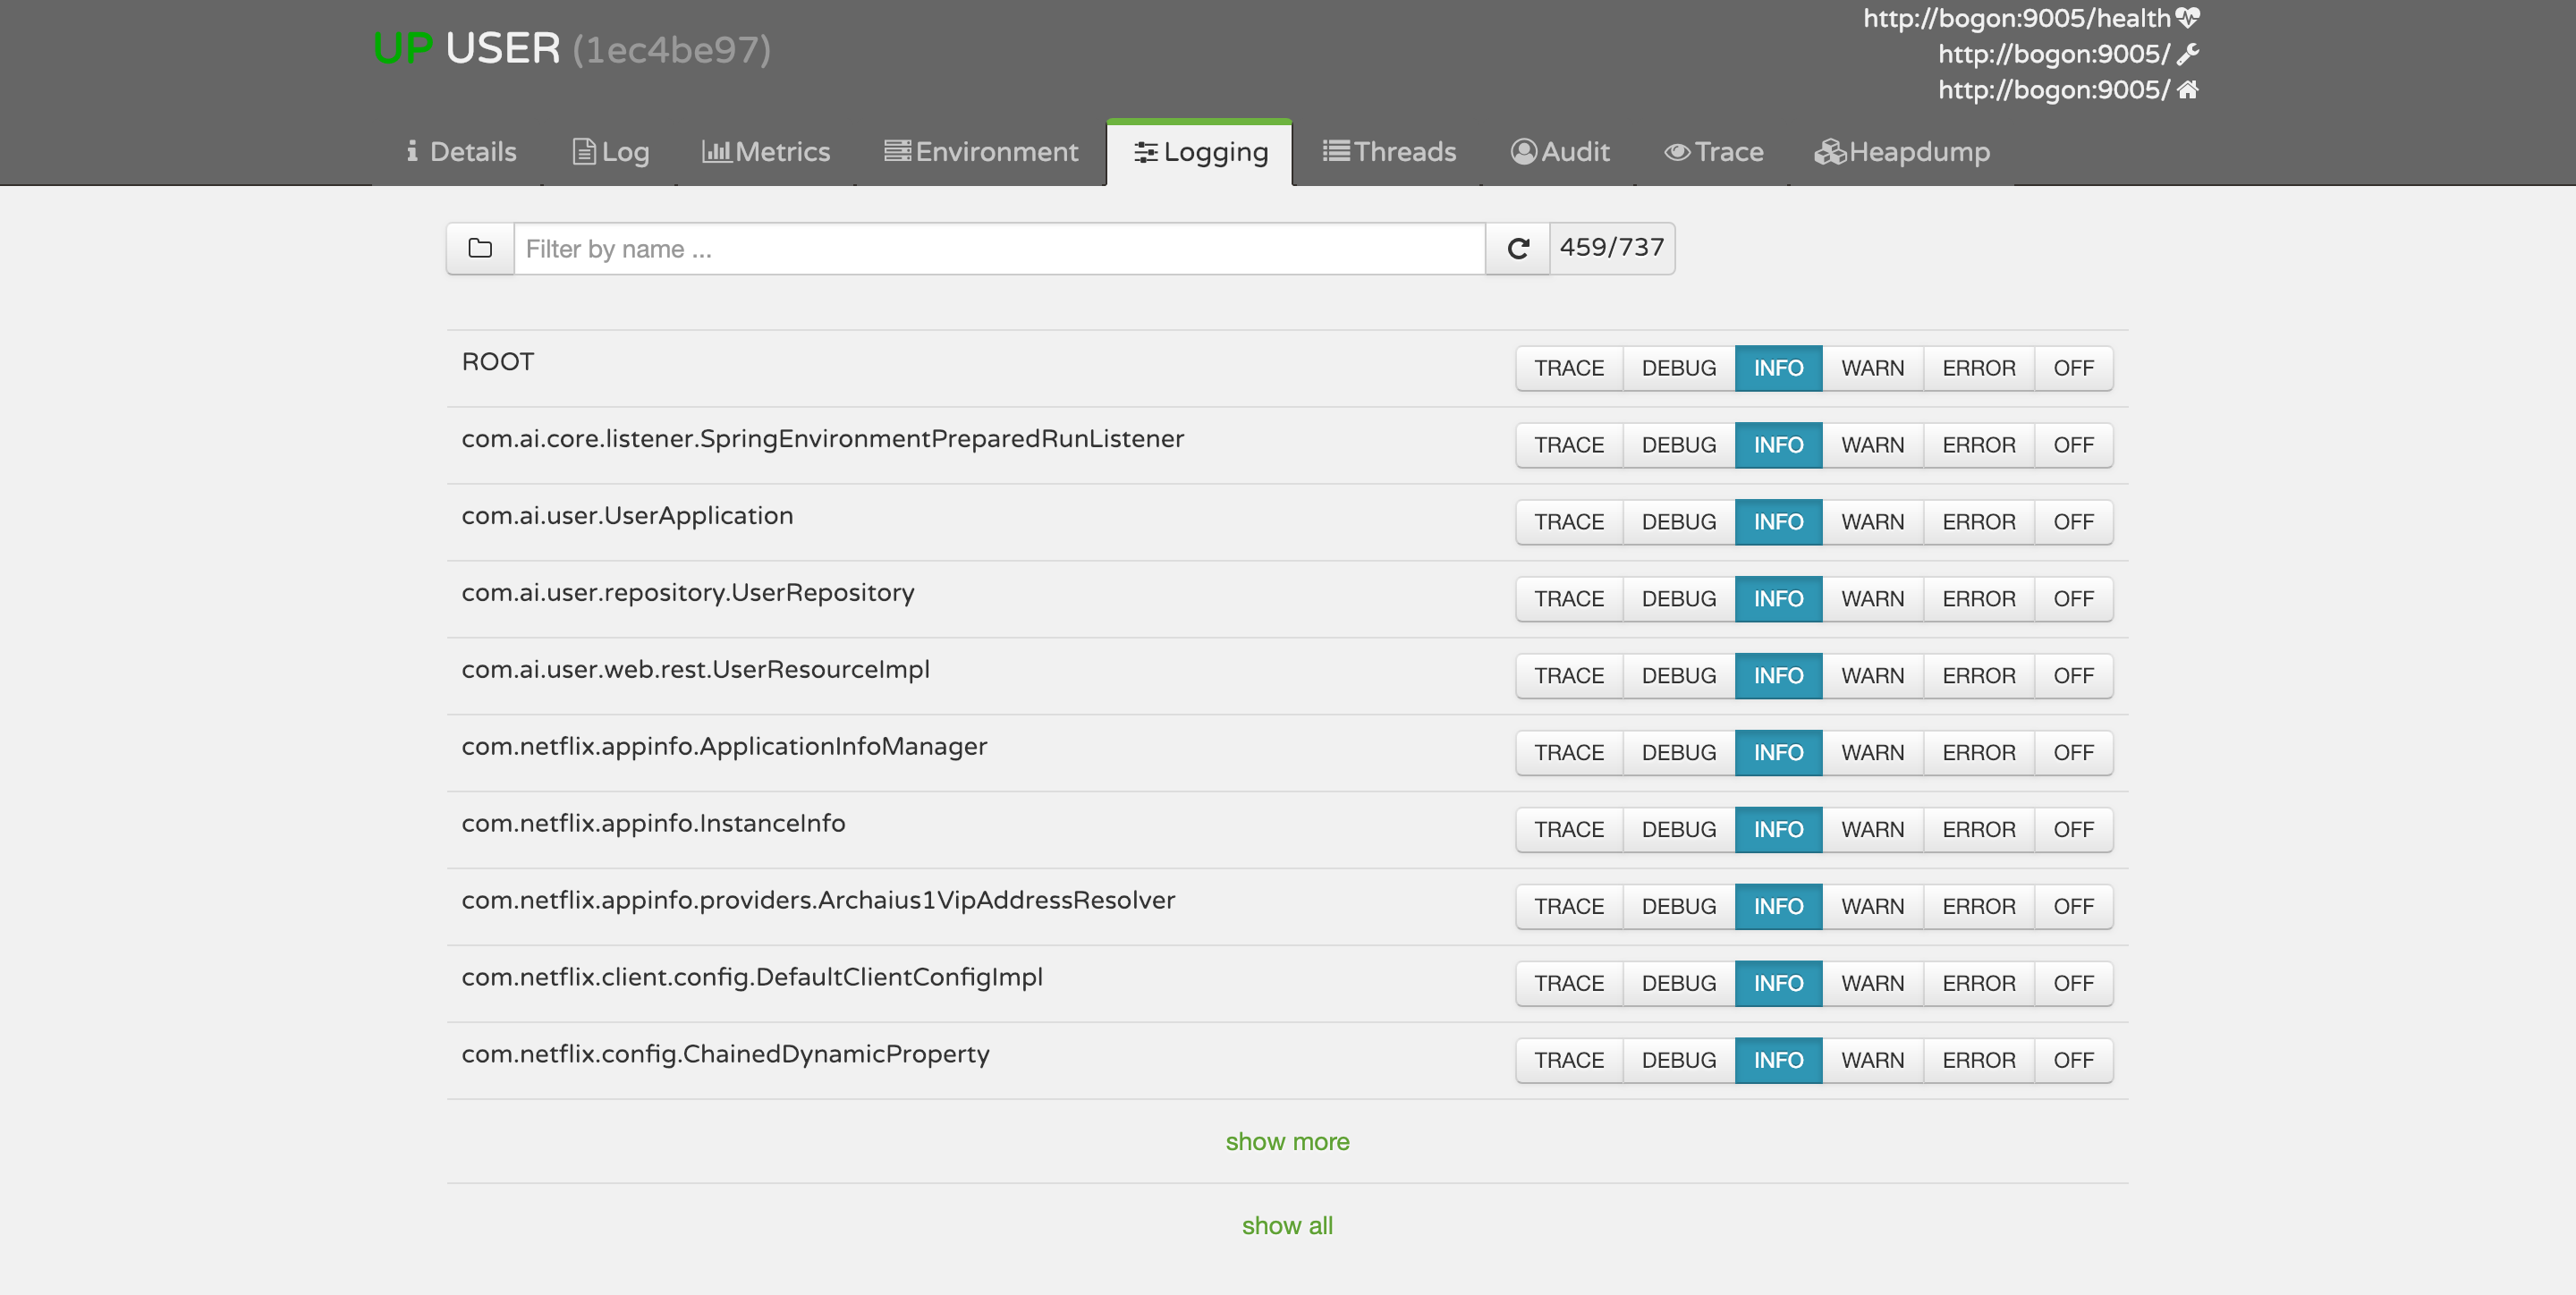 UP USER (1ec4be97)
http://bogon:9005/health
http://bogon:9005/
http://bogon:9005/
Details Log Metrics Environment Logging Threads Audit Trace Heapdump
Filter by name ... 459/737
ROOT TRACE DEBUG INFO WARN ERROR OFF
com.ai.core.listener.SpringEnvironmentPreparedRunListener TRACE DEBUG INFO WARN ERROR OFF
com.ai.user.UserApplication TRACE DEBUG INFO WARN ERROR OFF
com.ai.user.repository.UserRepository TRACE DEBUG INFO WARN ERROR OFF
com.ai.user.web.rest.UserResourceImpl TRACE DEBUG INFO WARN ERROR OFF
com.netflix.appinfo.ApplicationInfoManager TRACE DEBUG INFO WARN ERROR OFF
com.netflix.appinfo.InstanceInfo TRACE DEBUG INFO WARN ERROR OFF
com.netflix.appinfo.providers.Archaius1VipAddressResolver TRACE DEBUG INFO WARN ERROR OFF
com.netflix.client.config.DefaultClientConfigImpl TRACE DEBUG INFO WARN ERROR OFF
com.netflix.config.ChainedDynamicProperty TRACE DEBUG INFO WARN ERROR OFF
show more
show all